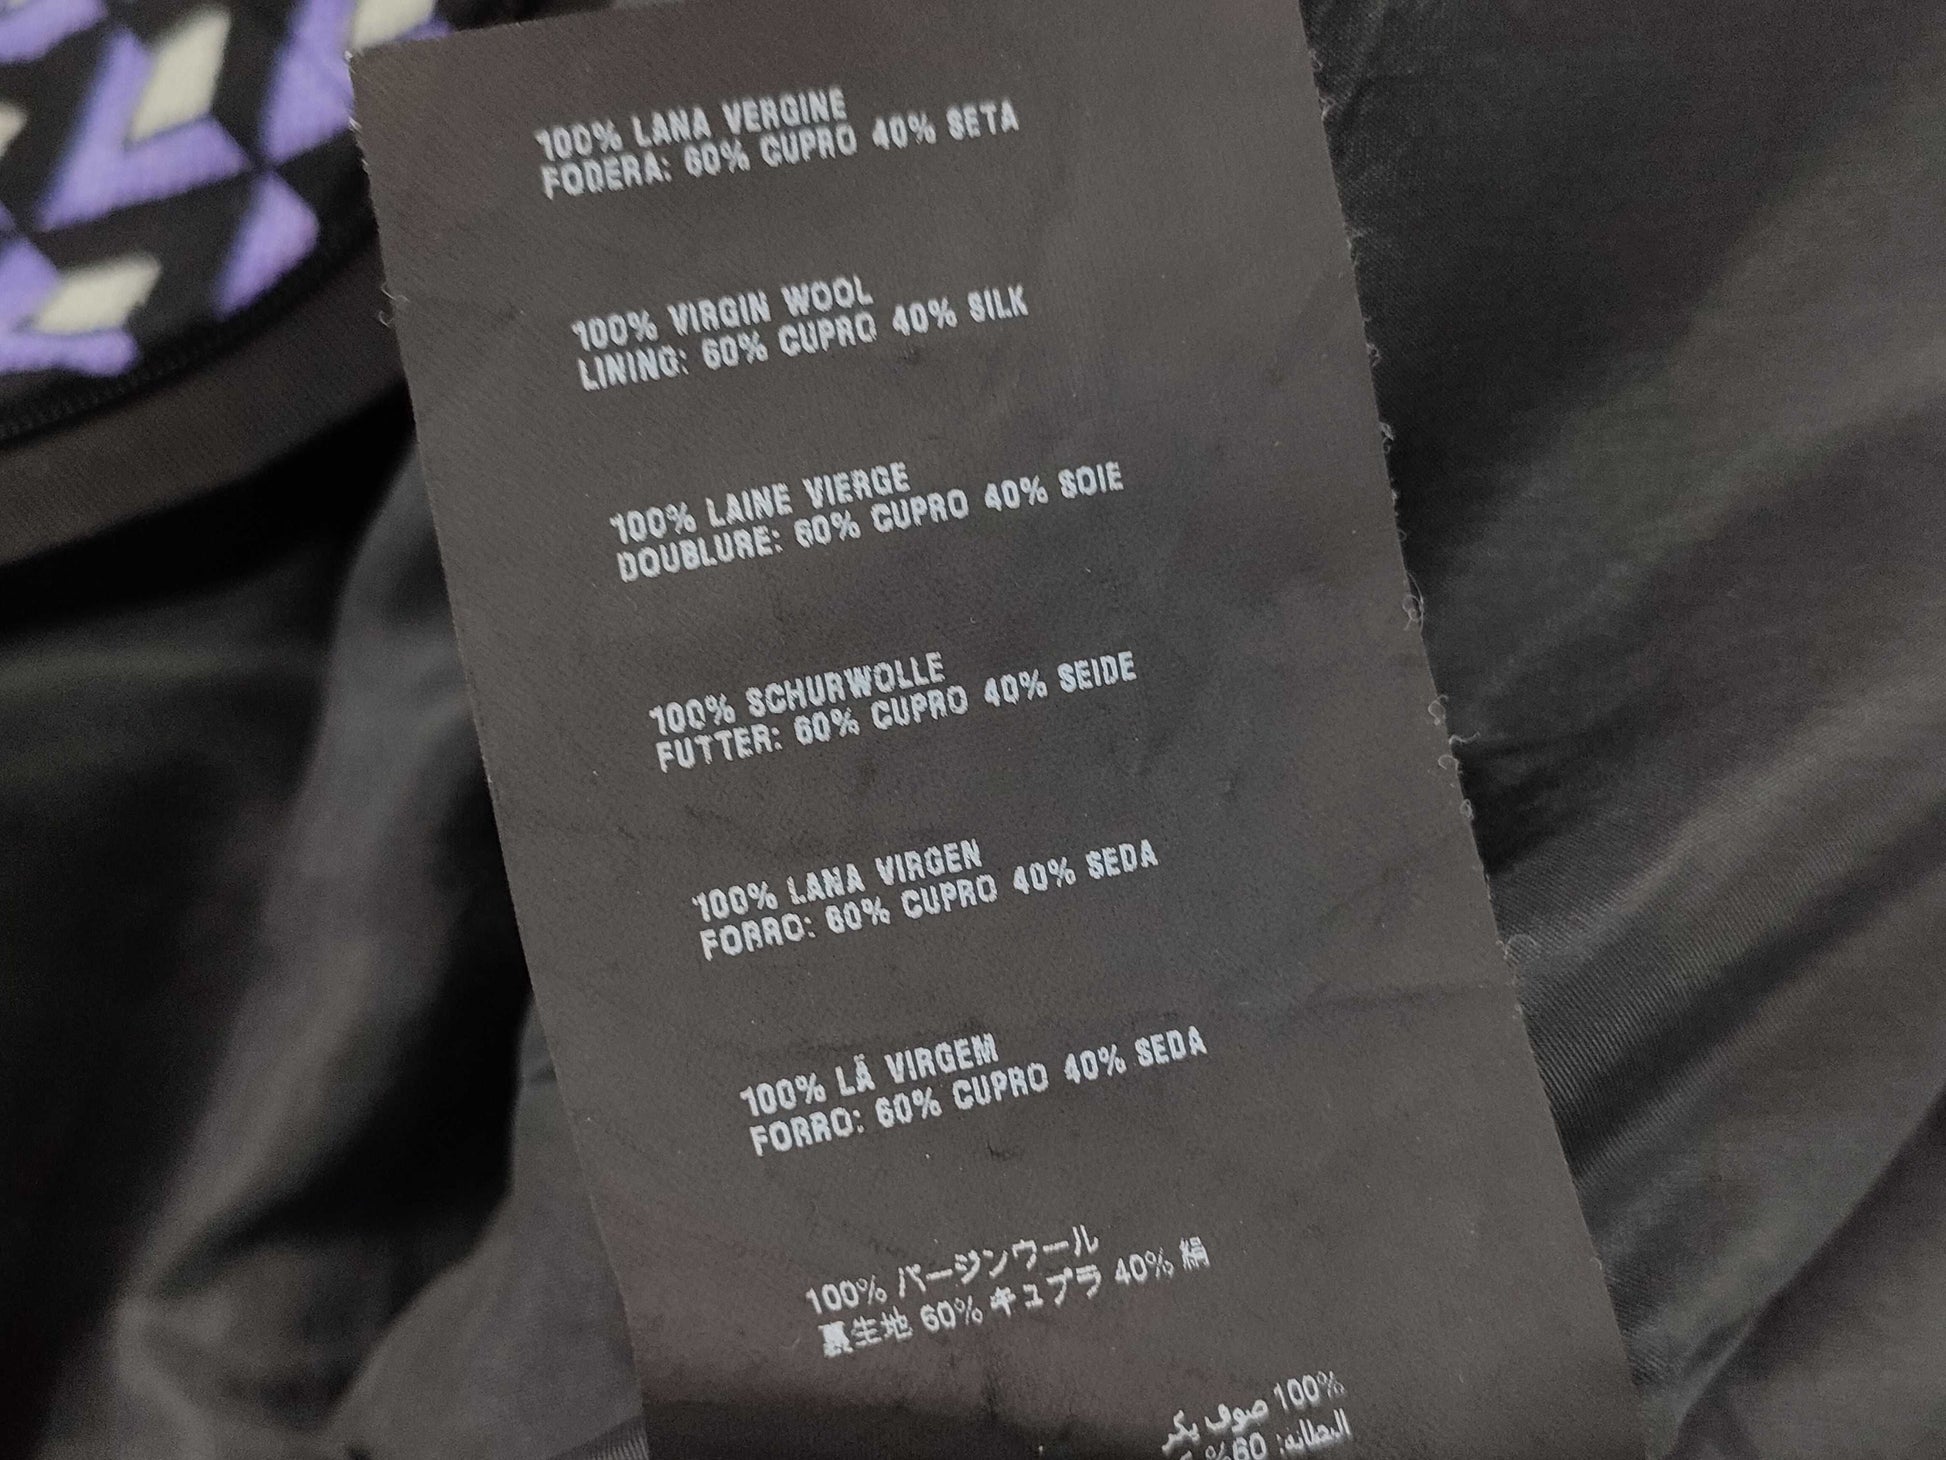 100% LANA VERGINE
FODERA: 60% CUPRO 40% SETA
100% VIRGIN WOOL
LINING: 60% CUPRO 40% SILK
100% LAINE VIERGE
DOUBLURE: 60% CUPRO 40% SOIE
100% SCHURWOLLE
FUTTER: 60% CUPRO 40% SEIDE
100% LANA VIRGEN
FORRO: 60% CUPRO 40% SEDA
100% LÃ VIRGEM
FORRO: 60% CUPRO 40% SEDA
100% バージンウール
裏生地 60% キュプラ 40% 絹
100% صوف بكر
البطانة: 60%